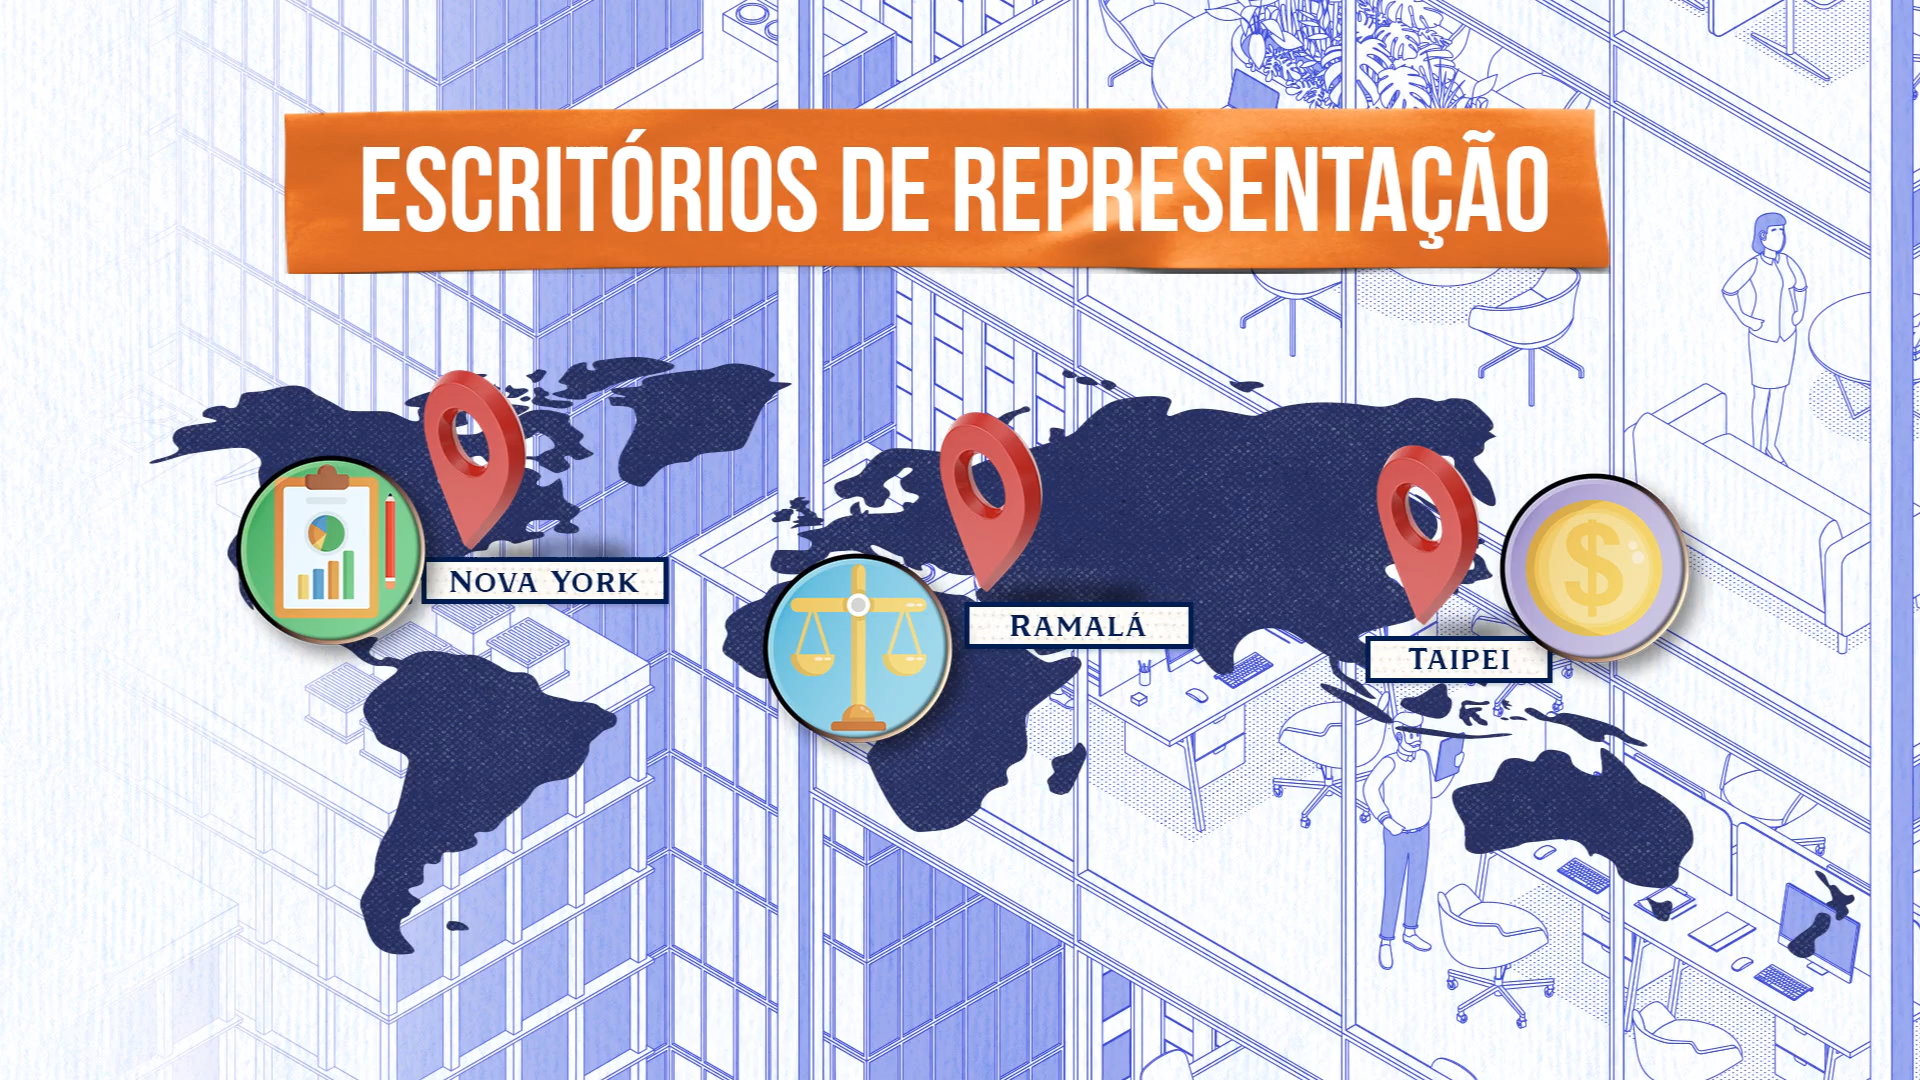 ESCRITÓRIOS DE REPRESENTAÇÃO
NOVA YORK
RAMALÁ
TAIPEI
$